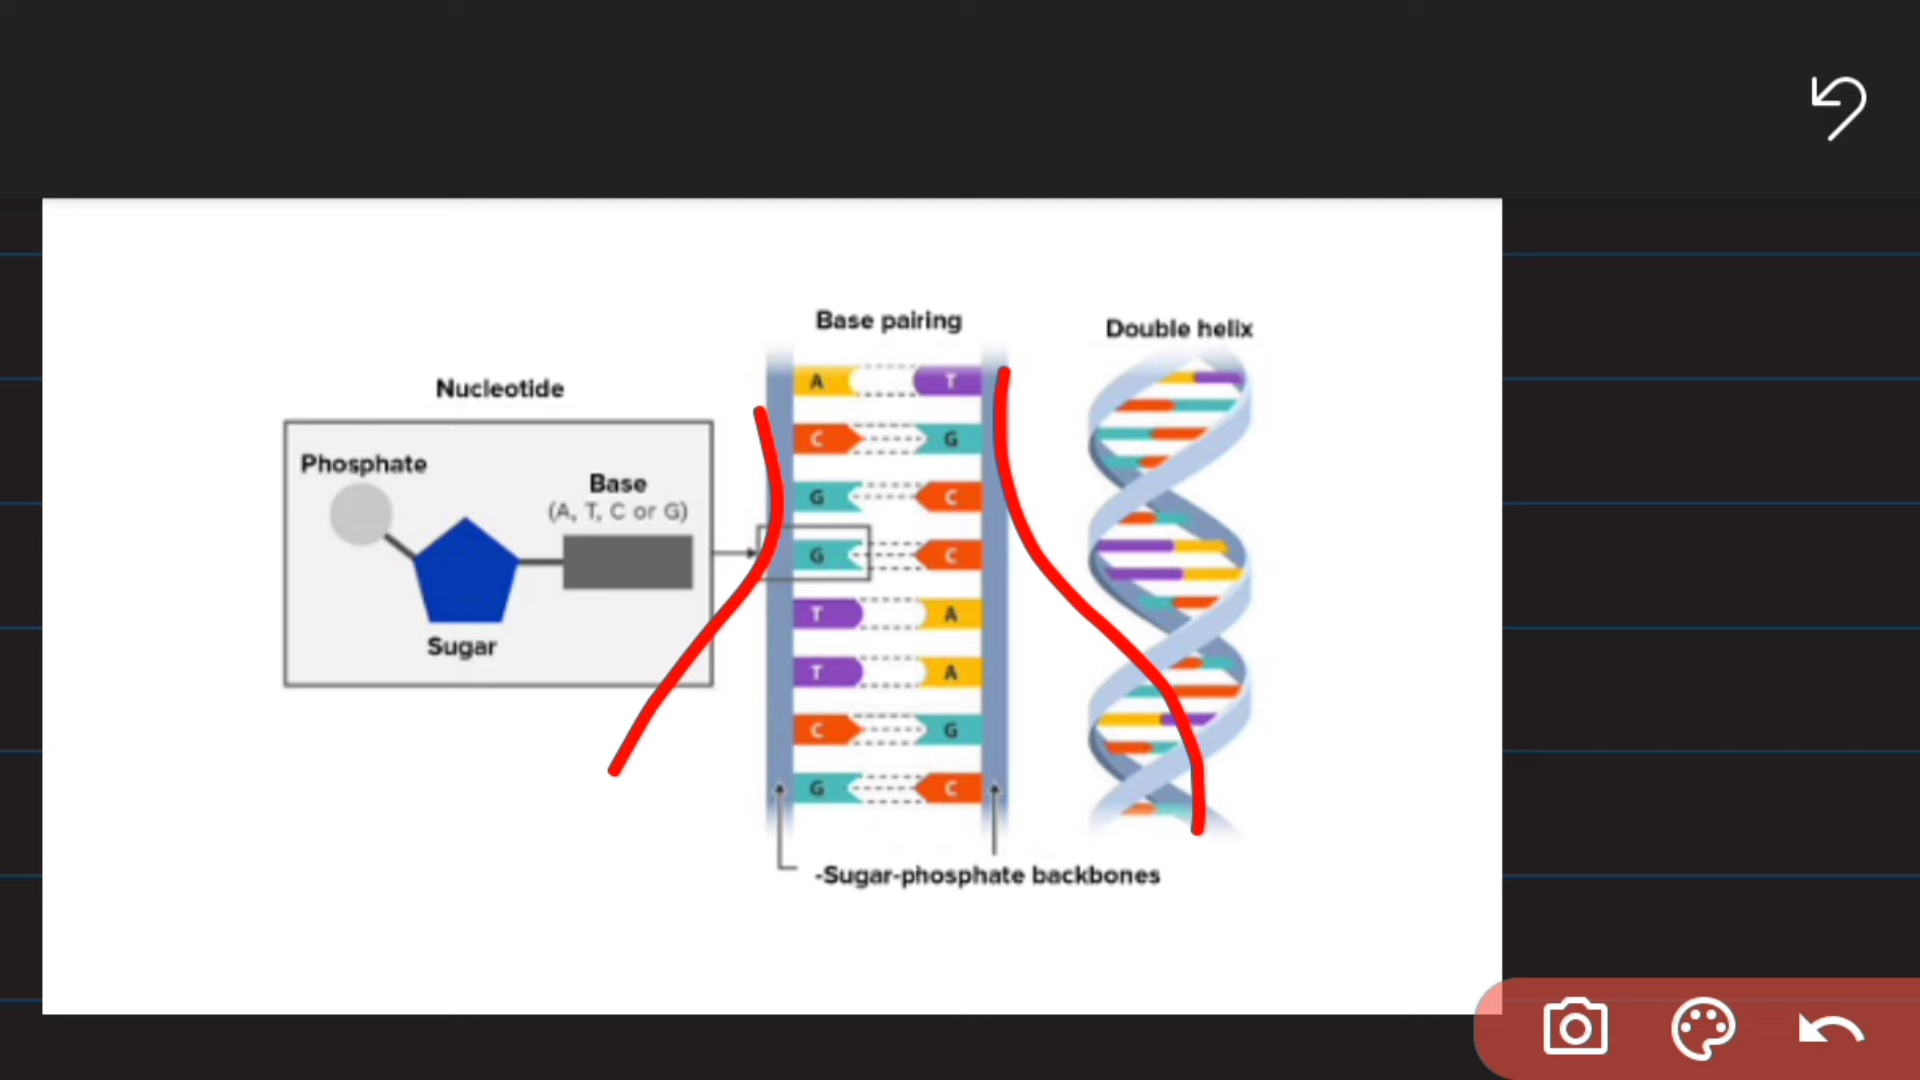 Base pairing
Double helix
Nucleotide
Phosphate
Base
(A, T, C or G)
Sugar
A T
C G
G C
G C
T A
T A
C G
G C
-Sugar-phosphate backbones